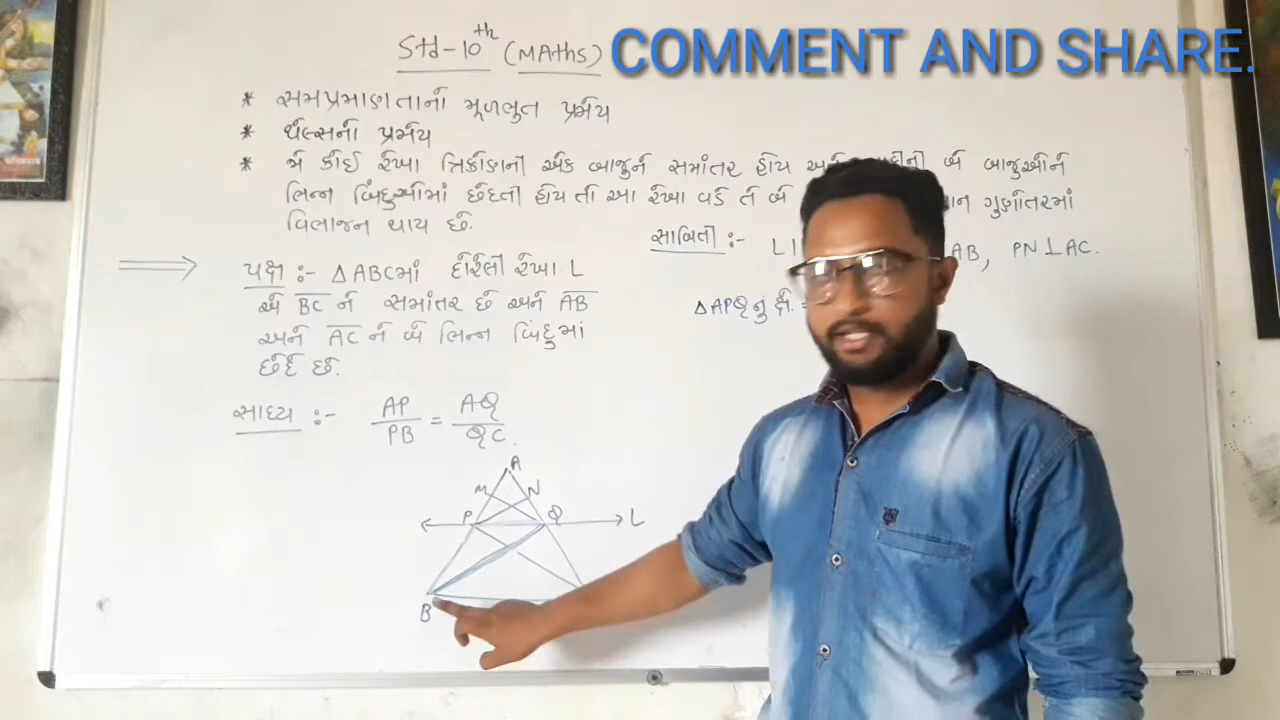 COMMENT AND SHARE.
Std-10th (MAths)
* સમપ્રમાણતાનો મૂળભૂત પ્રમેય
* થેલ્સનો પ્રમેય
* જો કોઈ રેખા ત્રિકોણની એક બાજુને સમાંતર હોય બે બાજુઓને
ભિન્ન બિંદુઓમાં છેદતી હોય તો આ રેખા વડે તે બે ગુણોત્તરમાં
વિભાજન થાય છે.
પક્ષ :- △ABCમાં દોરેલી રેખા L
એ BC ને સમાંતર છે અને AB
અને AC ને બે ભિન્ન બિંદુમાં
છેદે છે.
સાધ્ય :- AP/PB = AQ/QC.
સાબિતી :- AB, PN⊥AC.
△APQ નું ક્ષે. =
A
M N
P Q L
B